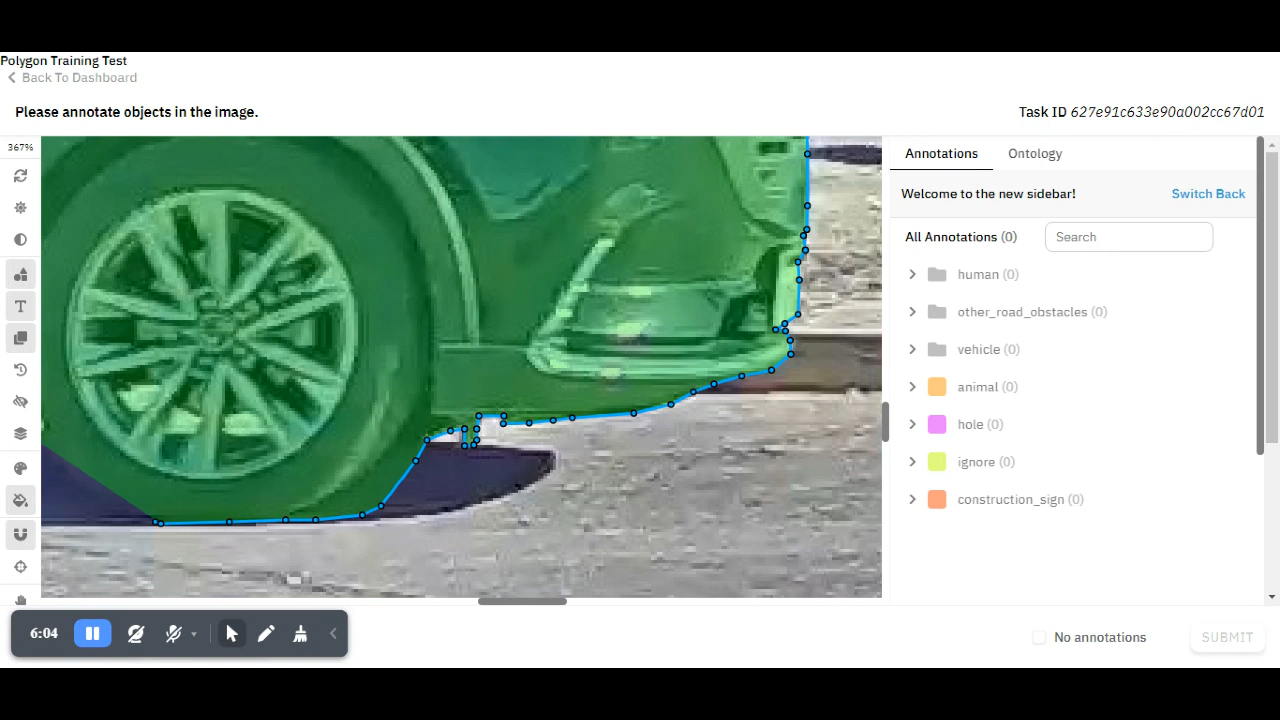 Polygon Training Test
Back To Dashboard
Please annotate objects in the image.
Task ID 627e91c633e90a002cc67d01
367%
Annotations
Ontology
Welcome to the new sidebar!
Switch Back
All Annotations (0)
Search
human (0)
other_road_obstacles (0)
vehicle (0)
animal (0)
hole (0)
ignore (0)
construction_sign (0)
6:04
No annotations
SUBMIT